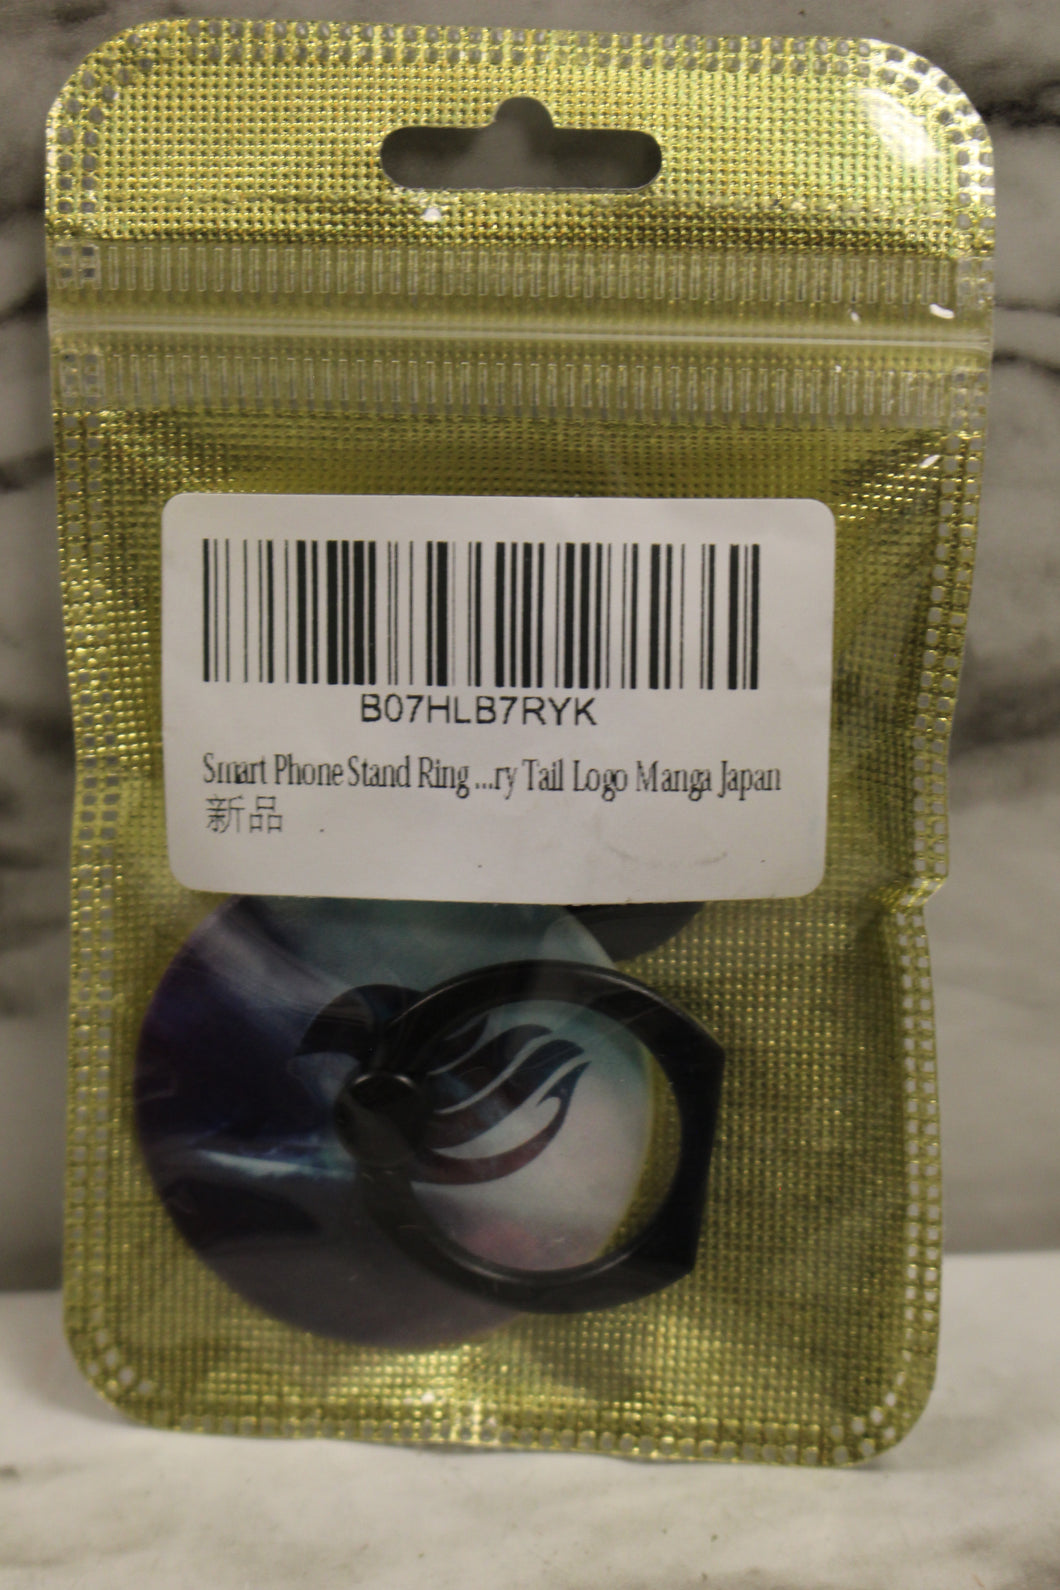 B07HLB7RYK
Smart Phone Stand Ring ...ry Tail Logo Manga Japan
新品